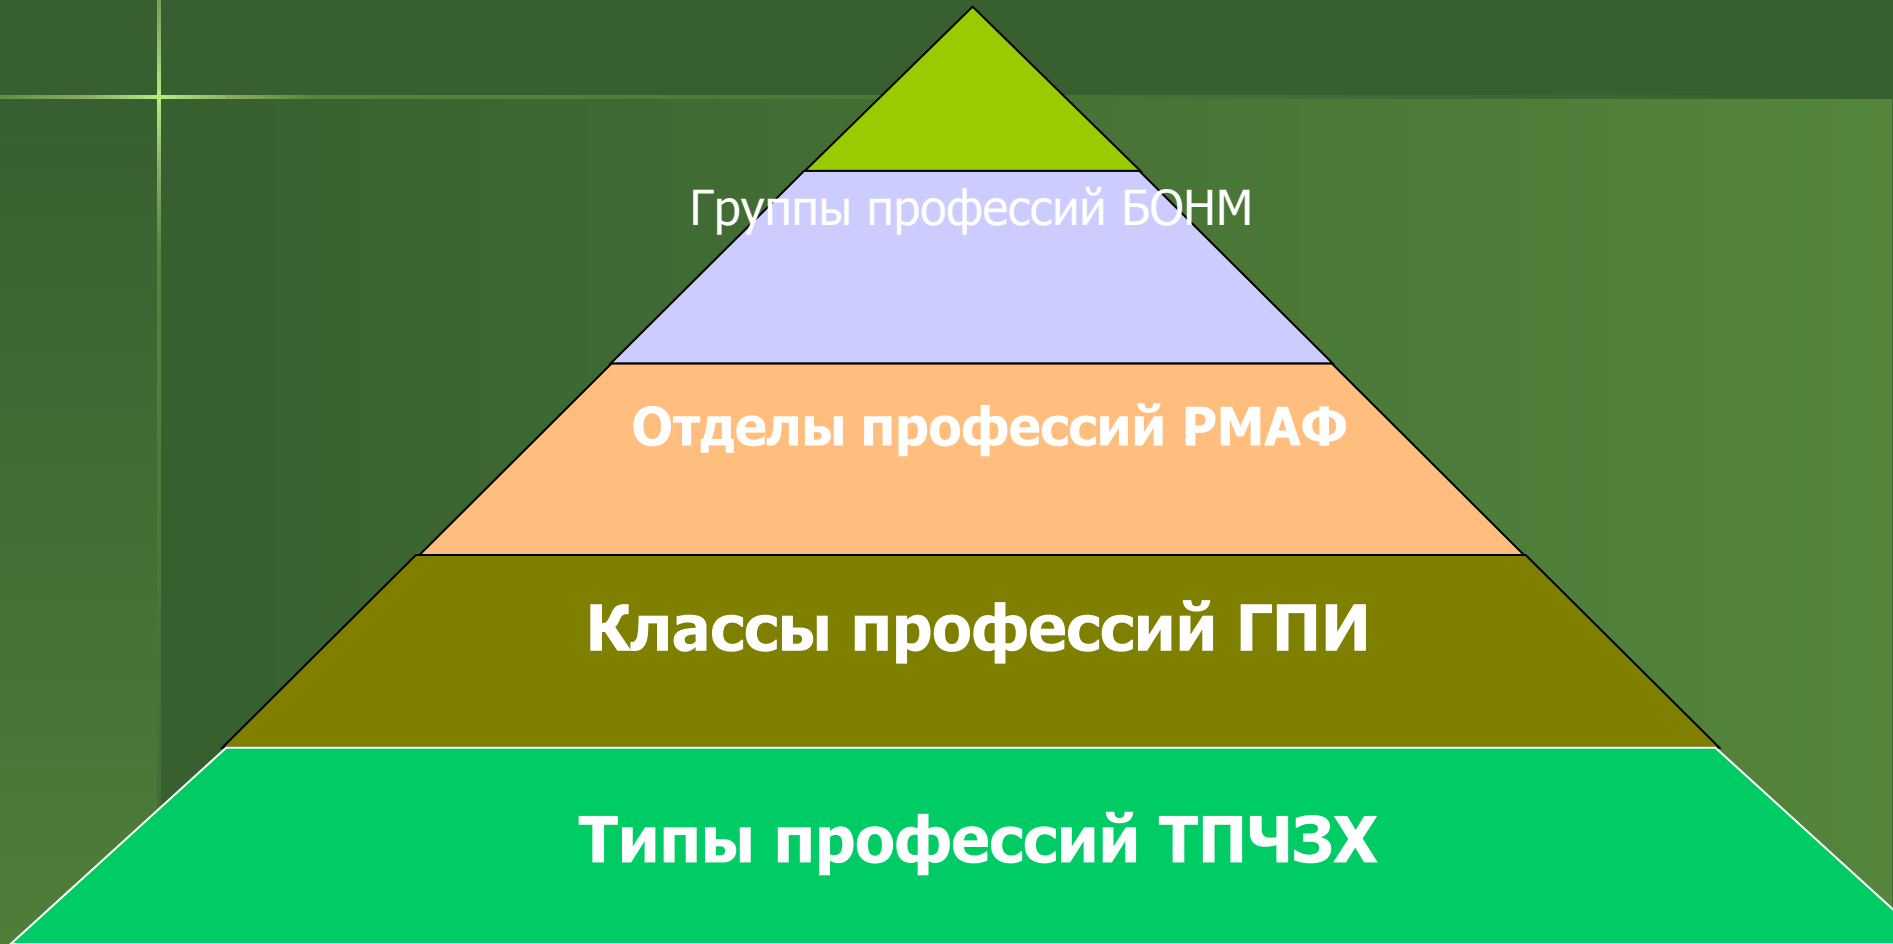 Группы профессий БОНМ
Отделы профессий РМАФ
Классы профессий ГПИ
Типы профессий ТПЧЗХ